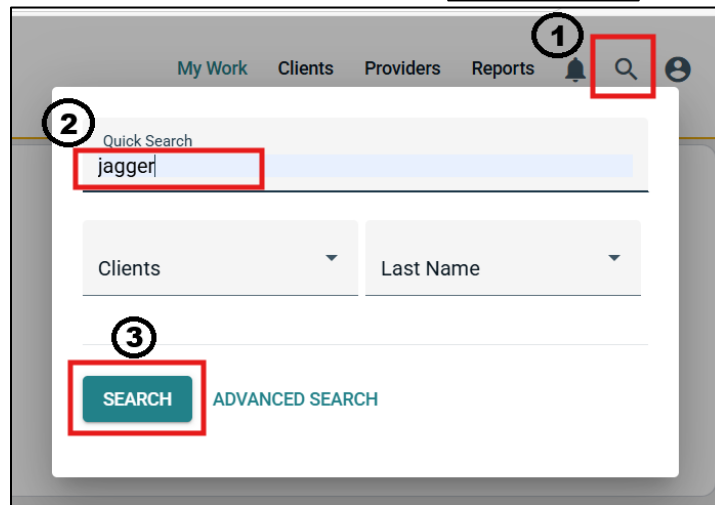 1
My Work Clients Providers Reports
2
Quick Search
jagger
Clients Last Name
3
SEARCH ADVANCED SEARCH